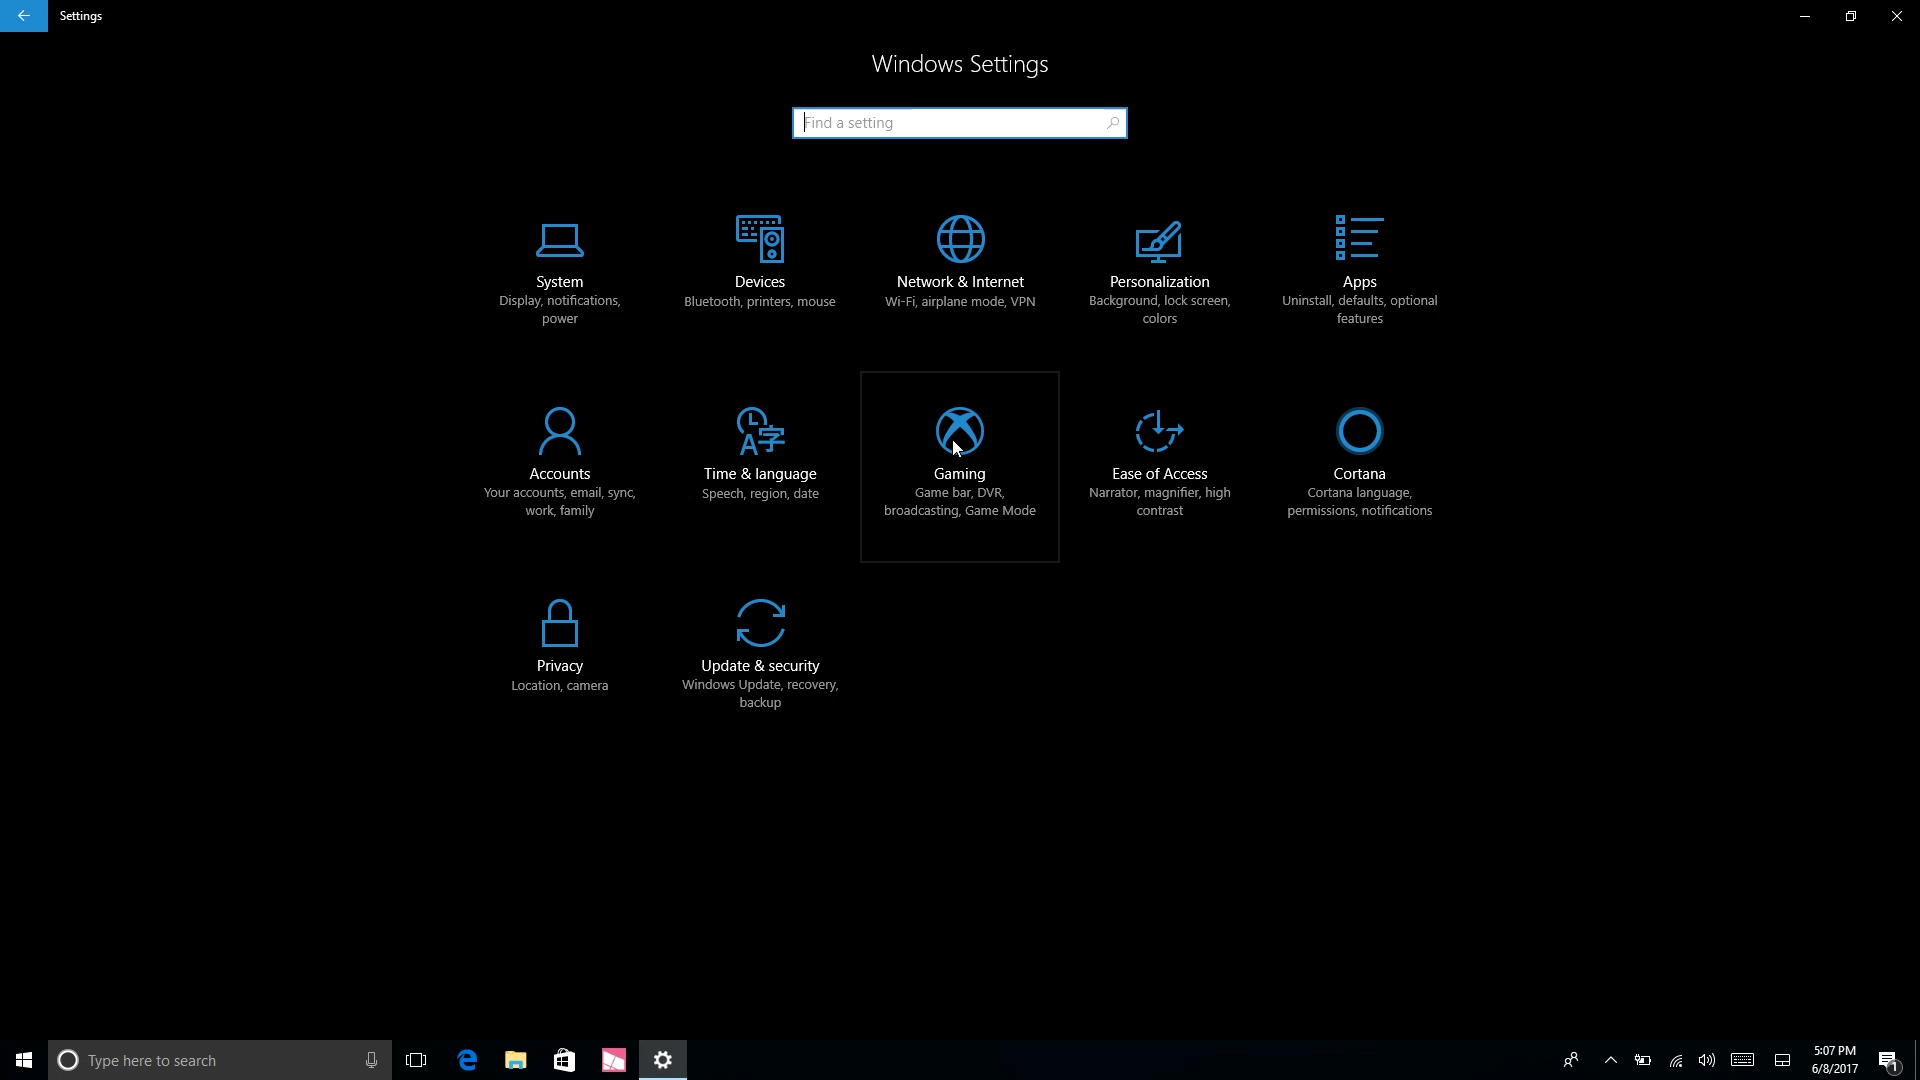 Settings
Windows Settings
Find a setting
System
Display, notifications,
power
Devices
Bluetooth, printers, mouse
Network & Internet
Wi-Fi, airplane mode, VPN
Personalization
Background, lock screen,
colors
Apps
Uninstall, defaults, optional
features
Accounts
Your accounts, email, sync,
work, family
Time & language
Speech, region, date
Gaming
Game bar, DVR,
broadcasting, Game Mode
Ease of Access
Narrator, magnifier, high
contrast
Cortana
Cortana language,
permissions, notifications
Privacy
Location, camera
Update & security
Windows Update, recovery,
backup
Type here to search
5:07 PM
6/8/2017
1